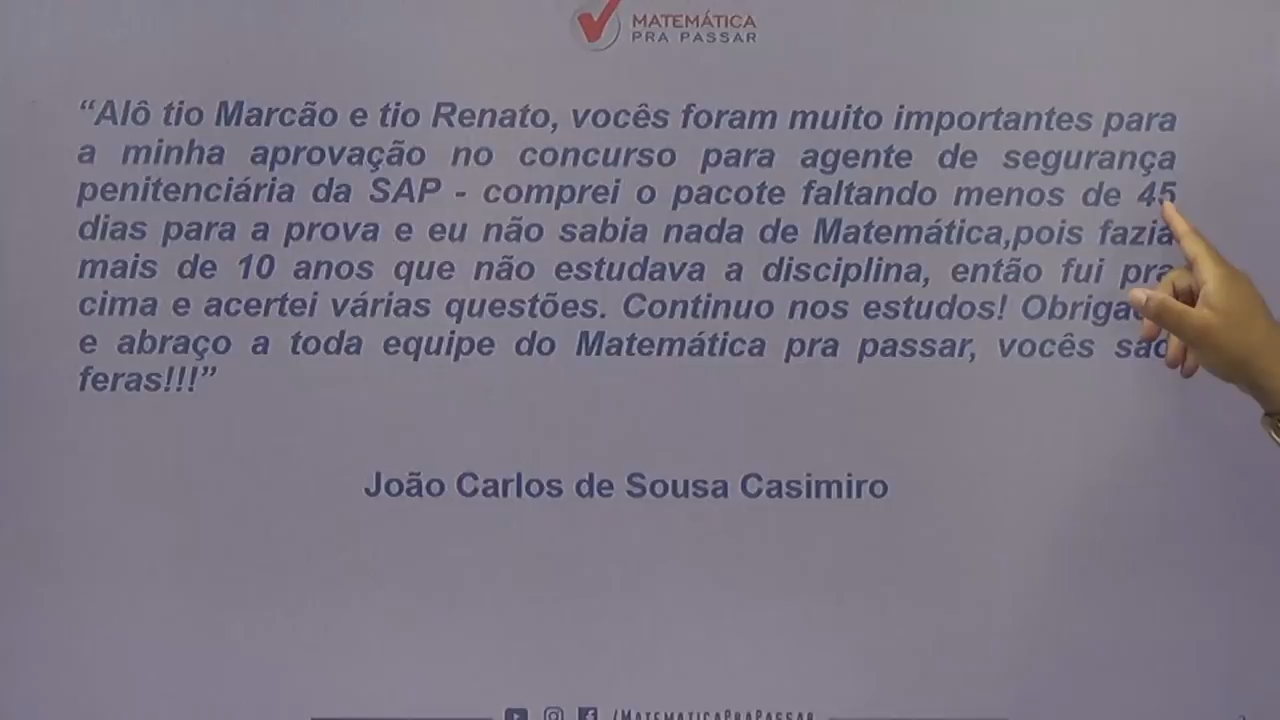 MATEMÁTICA
PRA PASSAR
“Alô tio Marcão e tio Renato, vocês foram muito importantes para
a minha aprovação no concurso para agente de segurança
penitenciária da SAP - comprei o pacote faltando menos de 45
dias para a prova e eu não sabia nada de Matemática,pois fazia
mais de 10 anos que não estudava a disciplina, então fui pra
cima e acertei várias questões. Continuo nos estudos!
e abraço a toda equipe do Matemática pra passar, vocês são
feras!!!”
João Carlos de Sousa Casimiro
/MATEMATICAPRAPASSAR